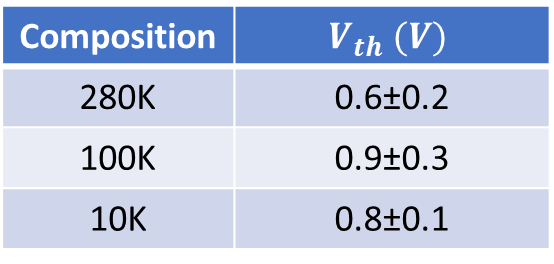 Composition V_th (V)
280K 0.6±0.2
100K 0.9±0.3
10K 0.8±0.1